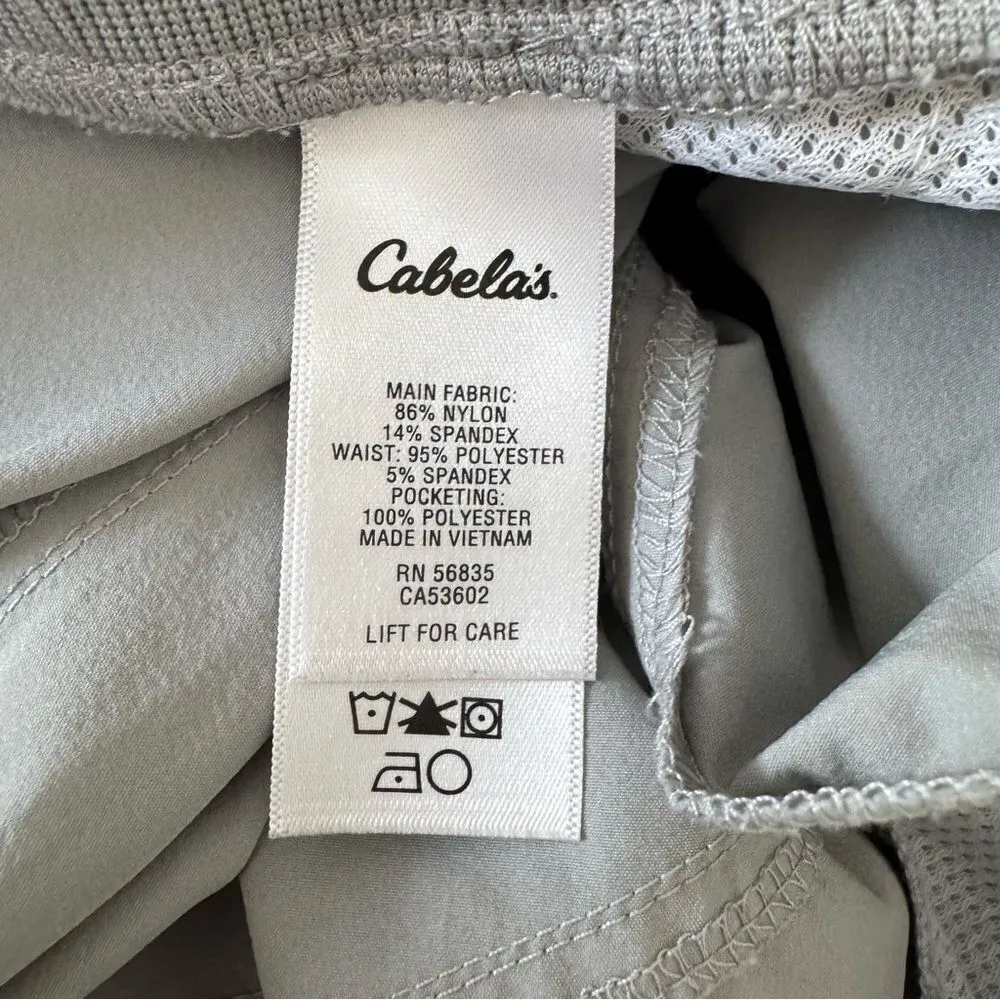 Cabela's.
MAIN FABRIC:
86% NYLON
14% SPANDEX
WAIST: 95% POLYESTER
5% SPANDEX
POCKETING:
100% POLYESTER
MADE IN VIETNAM
RN 56835
CA53602
LIFT FOR CARE